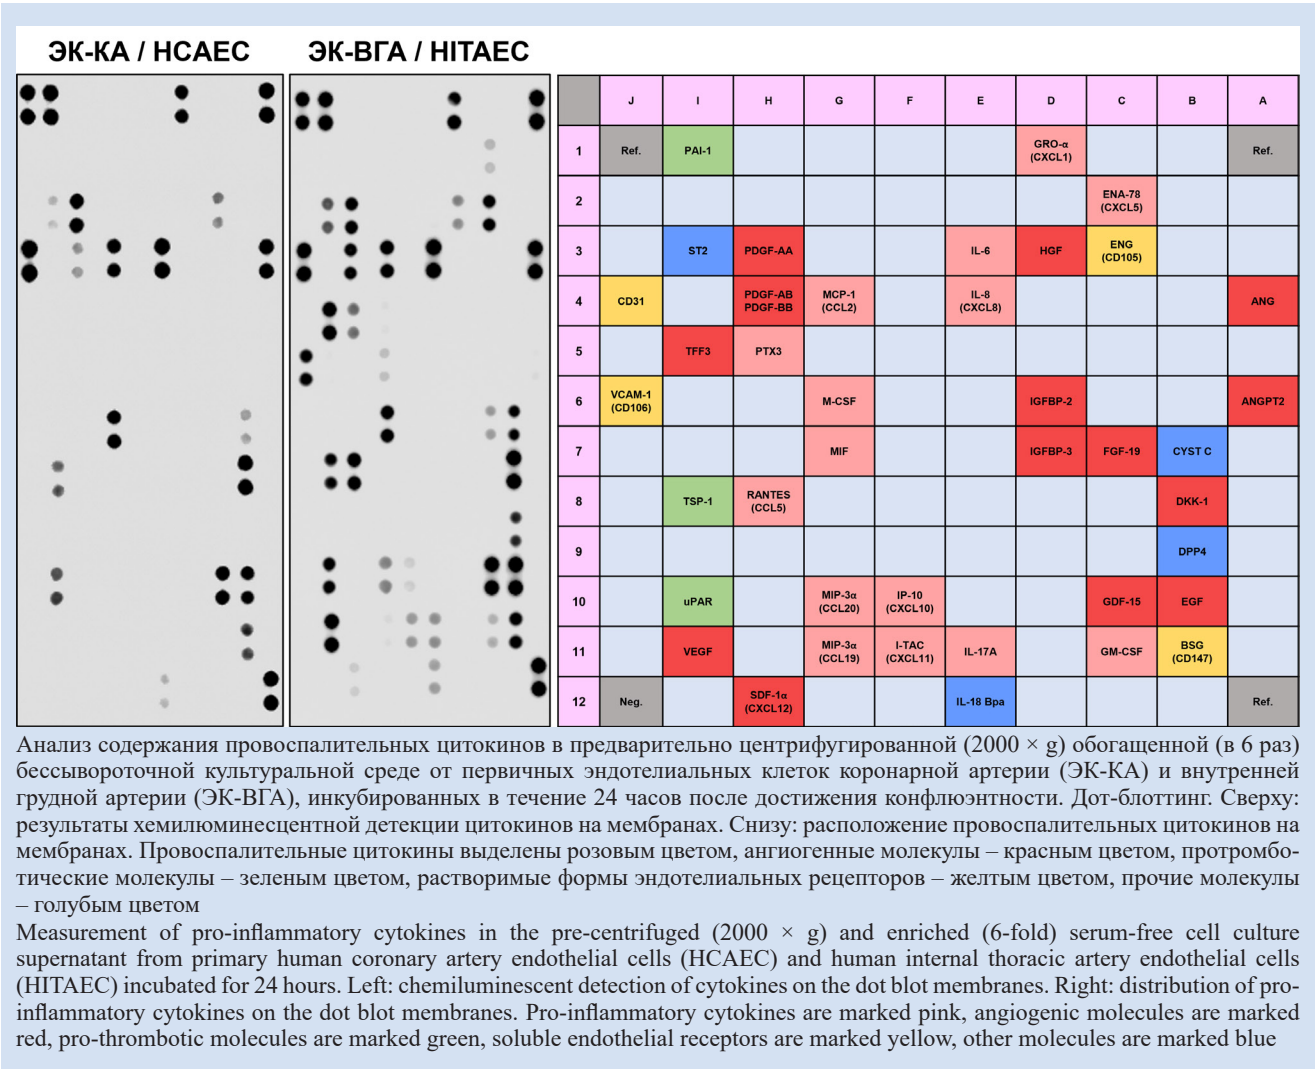 ЭК-КА / HCAEC ЭК-ВГА / HITAEC
J I H G F E D C B A
1 Ref. PAI-1 GRO-α (CXCL1) Ref.
2 ENA-78 (CXCL5)
3 ST2 PDGF-AA IL-6 HGF ENG (CD105)
4 CD31 PDGF-AB PDGF-BB MCP-1 (CCL2) IL-8 (CXCL8) ANG
5 TFF3 PTX3
6 VCAM-1 (CD106) M-CSF IGFBP-2 ANGPT2
7 MIF IGFBP-3 FGF-19 CYST C
8 TSP-1 RANTES (CCL5) DKK-1
9 DPP4
10 uPAR MIP-3α (CCL20) IP-10 (CXCL10) GDF-15 EGF
11 VEGF MIP-3α (CCL19) I-TAC (CXCL11) IL-17A GM-CSF BSG (CD147)
12 Neg. SDF-1α (CXCL12) IL-18 Bpa Ref.
Анализ содержания провоспалительных цитокинов в предварительно центрифугированной (2000 × g) обогащенной (в 6 раз)
бессывороточной культуральной среде от первичных эндотелиальных клеток коронарной артерии (ЭК-КА) и внутренней
грудной артерии (ЭК-ВГА), инкубированных в течение 24 часов после достижения конфлюэнтности. Дот-блоттинг. Сверху:
результаты хемилюминесцентной детекции цитокинов на мембранах. Снизу: расположение провоспалительных цитокинов на
мембранах. Провоспалительные цитокины выделены розовым цветом, ангиогенные молекулы – красным цветом, протромбо-
тические молекулы – зеленым цветом, растворимые формы эндотелиальных рецепторов – желтым цветом, прочие молекулы
– голубым цветом
Measurement of pro-inflammatory cytokines in the pre-centrifuged (2000 × g) and enriched (6-fold) serum-free cell culture
supernatant from primary human coronary artery endothelial cells (HCAEC) and human internal thoracic artery endothelial cells
(HITAEC) incubated for 24 hours. Left: chemiluminescent detection of cytokines on the dot blot membranes. Right: distribution of pro-
inflammatory cytokines on the dot blot membranes. Pro-inflammatory cytokines are marked pink, angiogenic molecules are marked
red, pro-thrombotic molecules are marked green, soluble endothelial receptors are marked yellow, other molecules are marked blue